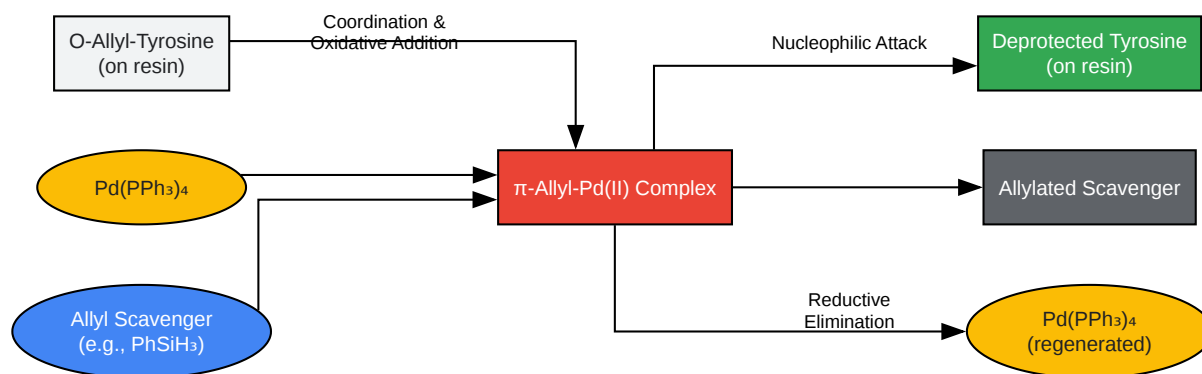 O-Allyl-Tyrosine
(on resin)
Coordination &
Oxidative Addition
Nucleophilic Attack
Deprotected Tyrosine
(on resin)
Pd(PPh₃)₄
π-Allyl-Pd(II) Complex
Allylated Scavenger
Allyl Scavenger
(e.g., PhSiH₃)
Reductive
Elimination
Pd(PPh₃)₄
(regenerated)